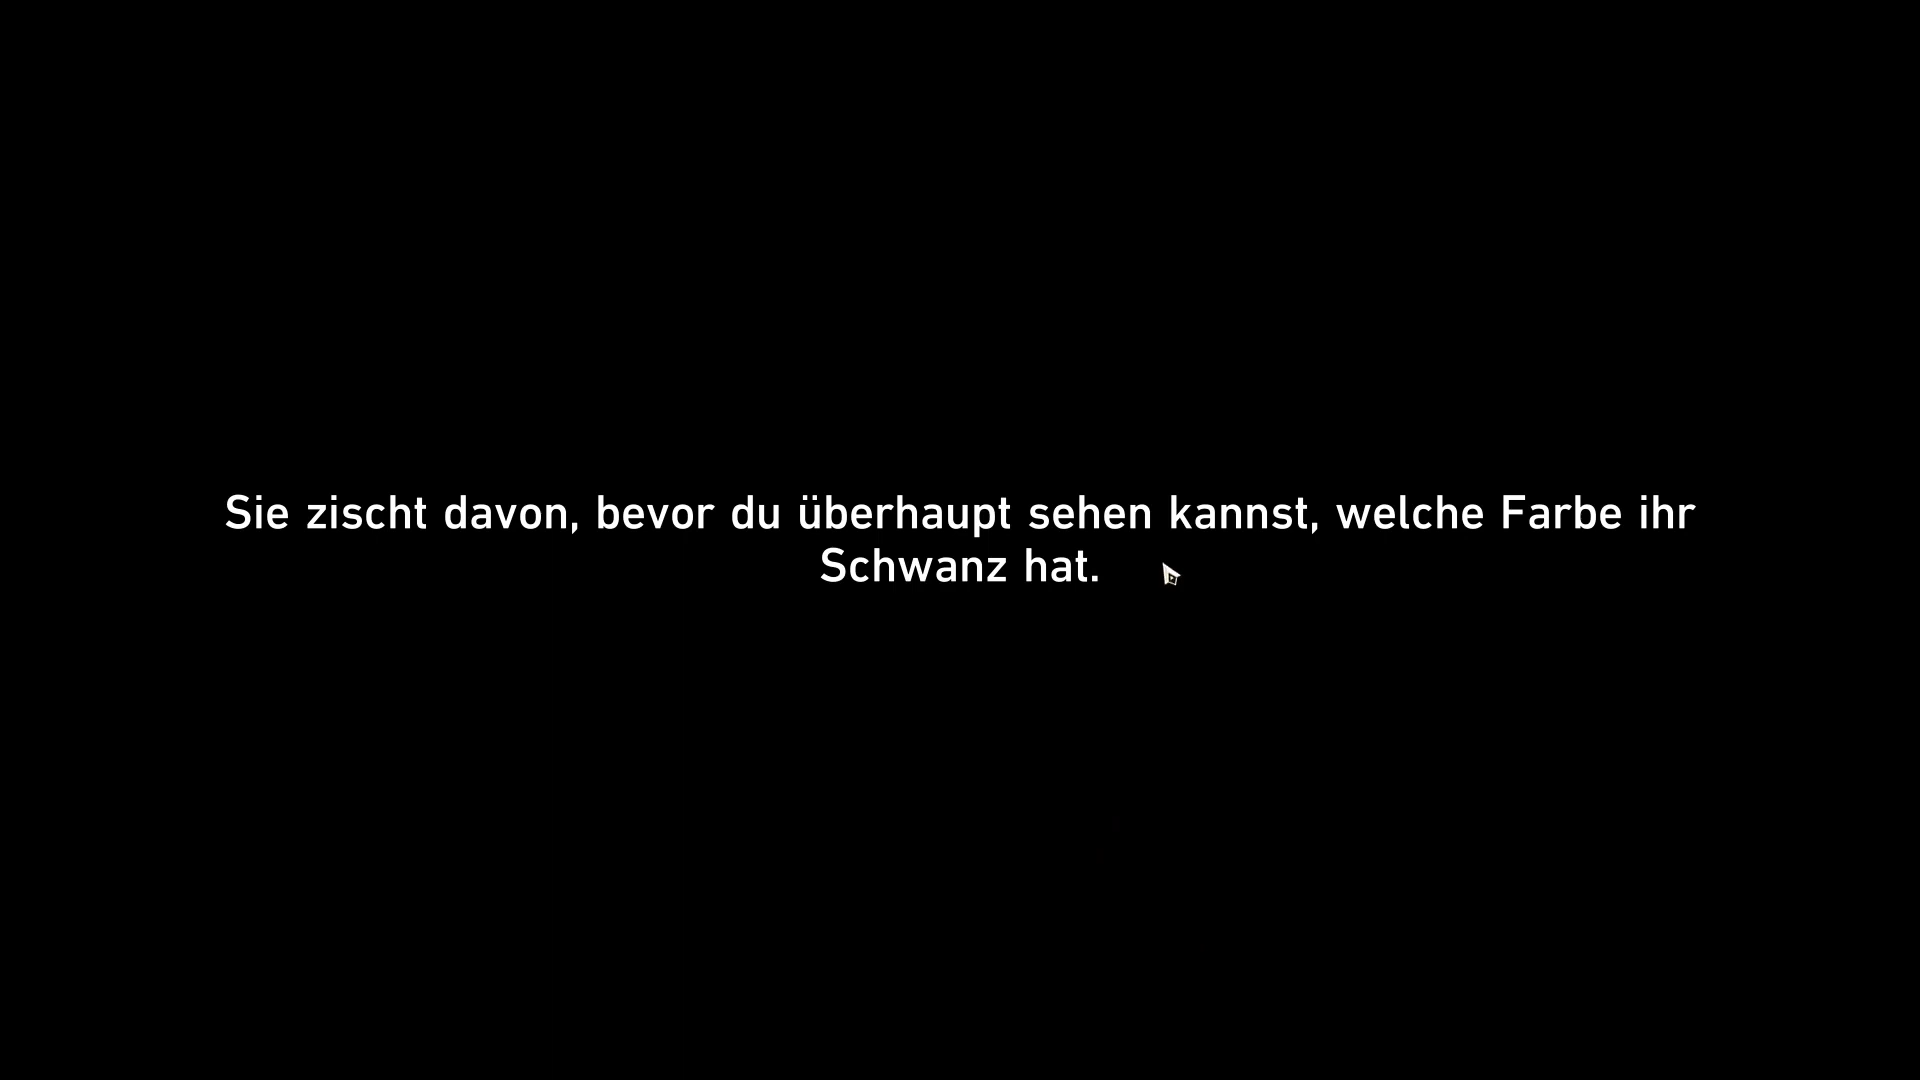 Sie zischt davon, bevor du überhaupt sehen kannst, welche Farbe ihr
Schwanz hat.